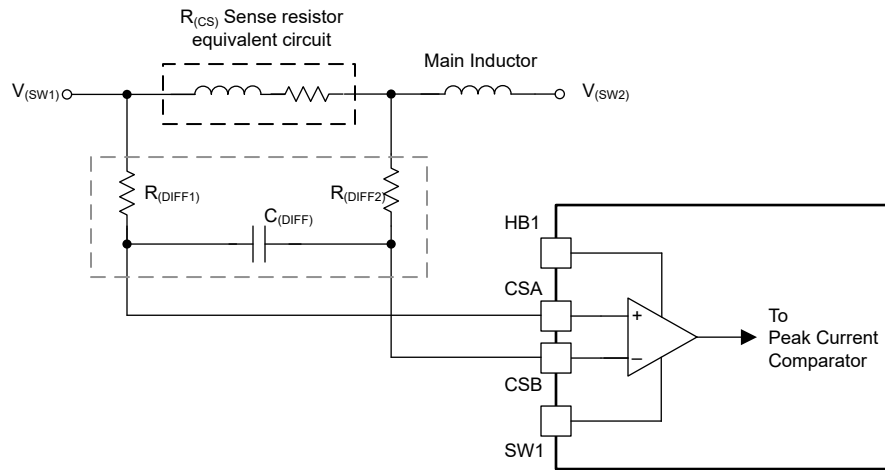 R(CS) Sense resistor
equivalent circuit
Main Inductor
V(SW1)
V(SW2)
R(DIFF1)
R(DIFF2)
C(DIFF)
HB1
CSA
+
To
Peak Current
Comparator
–
CSB
SW1